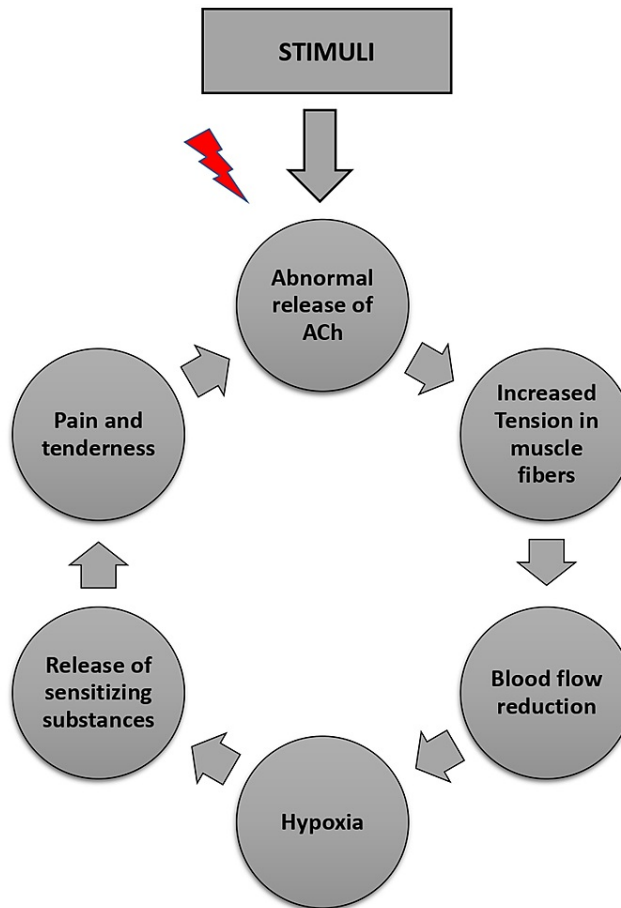 STIMULI
Abnormal
release of
ACh
Increased
Tension in
muscle
fibers
Blood flow
reduction
Hypoxia
Release of
sensitizing
substances
Pain and
tenderness